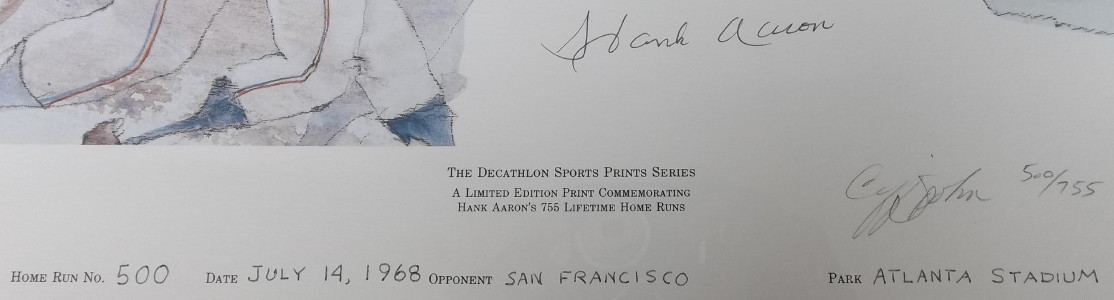 Hank Aaron
The Decathlon Sports Prints Series
A Limited Edition Print Commemorating
Hank Aaron's 755 Lifetime Home Runs
500/755
Home Run No. 500 Date JULY 14, 1968 Opponent SAN FRANCISCO Park ATLANTA STADIUM